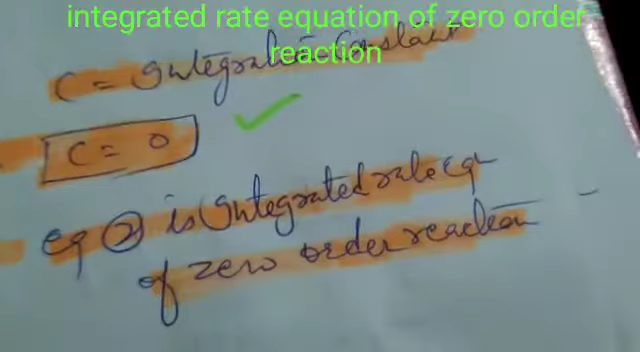 integrated rate equation of zero order
reaction
C = Integration Constant
C = 0
eq ② is Integrated rate eqn
of zero order reaction